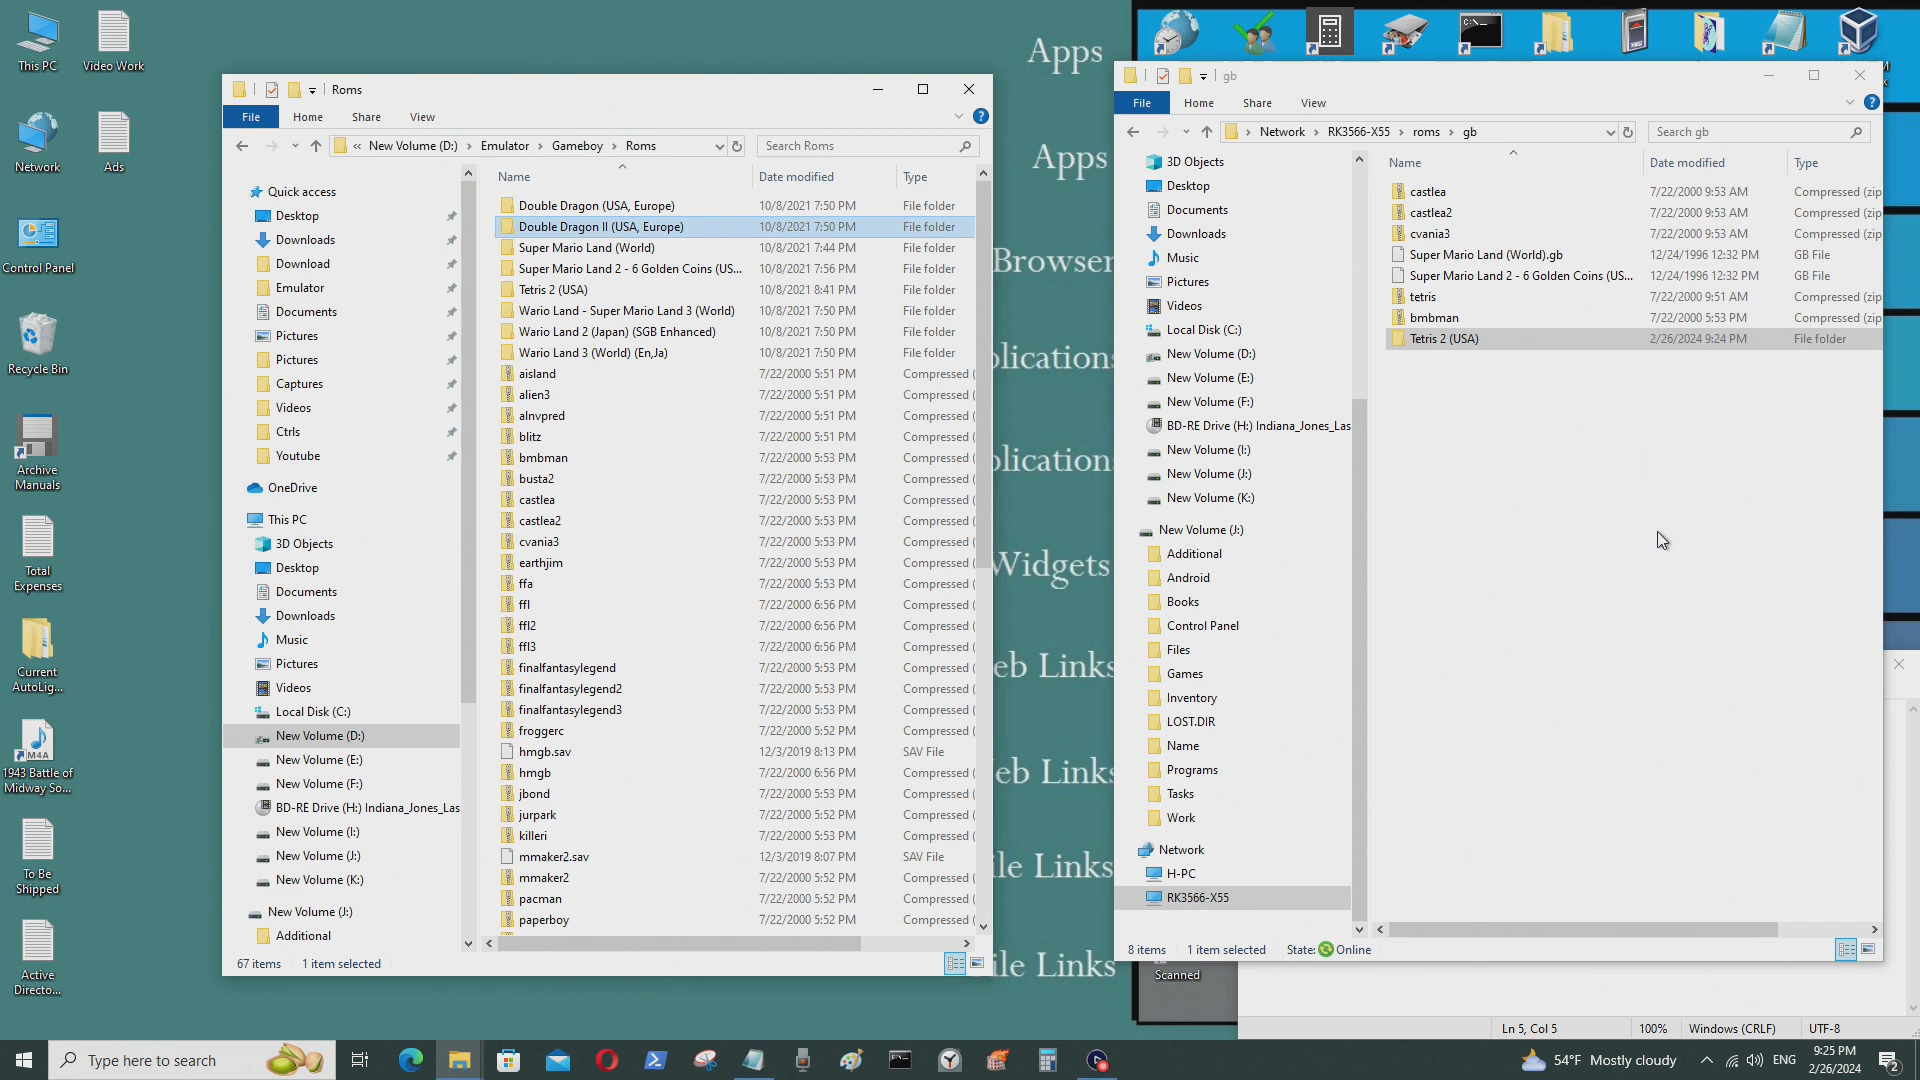 This PC
Video Work
Network
Ads
Control Panel
Recycle Bin
Archive
Manuals
Total
Expenses
Current
AutoLig...
M4A
1943 Battle of
Midway So...
To Be
Shipped
Active
Directo...
Apps
Apps
Browser
plications
plications
Widgets
eb Links
eb Links
ile Links
ile Links
Scanned
Roms
File
Home
Share
View
« New Volume (D:) › Emulator › Gameboy › Roms
Search Roms
Quick access
Desktop
Downloads
Download
Emulator
Documents
Pictures
Pictures
Captures
Videos
Ctrls
Youtube
OneDrive
This PC
3D Objects
Desktop
Documents
Downloads
Music
Pictures
Videos
Local Disk (C:)
New Volume (D:)
New Volume (E:)
New Volume (F:)
BD-RE Drive (H:) Indiana_Jones_Las
New Volume (I:)
New Volume (J:)
New Volume (K:)
New Volume (J:)
Additional
Name Date modified Type
Double Dragon (USA, Europe) 10/8/2021 7:50 PM File folder
Double Dragon II (USA, Europe) 10/8/2021 7:50 PM File folder
Super Mario Land (World) 10/8/2021 7:44 PM File folder
Super Mario Land 2 - 6 Golden Coins (US... 10/8/2021 7:56 PM File folder
Tetris 2 (USA) 10/8/2021 8:41 PM File folder
Wario Land - Super Mario Land 3 (World) 10/8/2021 7:50 PM File folder
Wario Land 2 (Japan) (SGB Enhanced) 10/8/2021 7:50 PM File folder
Wario Land 3 (World) (En,Ja) 10/8/2021 7:50 PM File folder
aisland 7/22/2000 5:51 PM Compressed (
alien3 7/22/2000 5:51 PM Compressed (
alnvpred 7/22/2000 5:51 PM Compressed (
blitz 7/22/2000 5:51 PM Compressed (
bmbman 7/22/2000 5:53 PM Compressed (
busta2 7/22/2000 5:53 PM Compressed (
castlea 7/22/2000 5:53 PM Compressed (
castlea2 7/22/2000 5:53 PM Compressed (
cvania3 7/22/2000 5:53 PM Compressed (
earthjim 7/22/2000 5:53 PM Compressed (
ffa 7/22/2000 5:53 PM Compressed (
ffl 7/22/2000 6:56 PM Compressed (
ffl2 7/22/2000 6:56 PM Compressed (
ffl3 7/22/2000 6:56 PM Compressed (
finalfantasylegend 7/22/2000 5:53 PM Compressed (
finalfantasylegend2 7/22/2000 5:53 PM Compressed (
finalfantasylegend3 7/22/2000 5:53 PM Compressed (
froggerc 7/22/2000 5:52 PM Compressed (
hmgb.sav 12/3/2019 8:13 PM SAV File
hmgb 7/22/2000 6:56 PM Compressed (
jbond 7/22/2000 5:53 PM Compressed (
jurpark 7/22/2000 5:52 PM Compressed (
killeri 7/22/2000 5:53 PM Compressed (
mmaker2.sav 12/3/2019 8:07 PM SAV File
mmaker2 7/22/2000 5:52 PM Compressed (
pacman 7/22/2000 5:52 PM Compressed (
paperboy 7/22/2000 5:52 PM Compressed (
67 items 1 item selected
gb
File
Home
Share
View
› Network › RK3566-X55 › roms › gb
Search gb
3D Objects
Desktop
Documents
Downloads
Music
Pictures
Videos
Local Disk (C:)
New Volume (D:)
New Volume (E:)
New Volume (F:)
BD-RE Drive (H:) Indiana_Jones_Las
New Volume (I:)
New Volume (J:)
New Volume (K:)
New Volume (J:)
Additional
Android
Books
Control Panel
Files
Games
Inventory
LOST.DIR
Name
Programs
Tasks
Work
Network
H-PC
RK3566-X55
Name Date modified Type
castlea 7/22/2000 9:53 AM Compressed (zip
castlea2 7/22/2000 9:53 AM Compressed (zip
cvania3 7/22/2000 9:53 AM Compressed (zip
Super Mario Land (World).gb 12/24/1996 12:32 PM GB File
Super Mario Land 2 - 6 Golden Coins (US... 12/24/1996 12:32 PM GB File
tetris 7/22/2000 9:51 AM Compressed (zip
bmbman 7/22/2000 5:53 PM Compressed (zip
Tetris 2 (USA) 2/26/2024 9:24 PM File folder
8 items 1 item selected State: Online
Ln 5, Col 5 100% Windows (CRLF) UTF-8
Type here to search
54°F Mostly cloudy
ENG
9:25 PM
2/26/2024
2